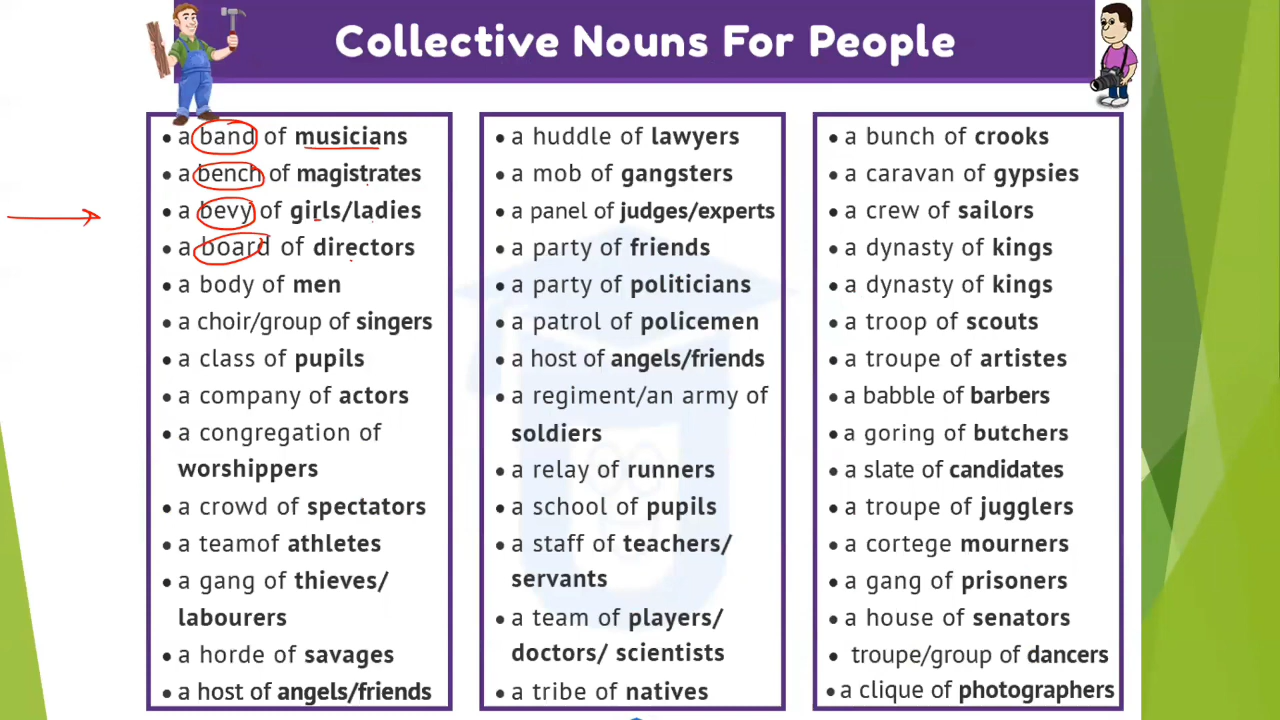 Collective Nouns For People
• a band of musicians
• a bench of magistrates
• a bevy of girls/ladies
• a board of directors
• a body of men
• a choir/group of singers
• a class of pupils
• a company of actors
• a congregation of
worshippers
• a crowd of spectators
• a teamof athletes
• a gang of thieves/
labourers
• a horde of savages
• a host of angels/friends
• a huddle of lawyers
• a mob of gangsters
• a panel of judges/experts
• a party of friends
• a party of politicians
• a patrol of policemen
• a host of angels/friends
• a regiment/an army of
soldiers
• a relay of runners
• a school of pupils
• a staff of teachers/
servants
• a team of players/
doctors/ scientists
• a tribe of natives
• a bunch of crooks
• a caravan of gypsies
• a crew of sailors
• a dynasty of kings
• a dynasty of kings
• a troop of scouts
• a troupe of artistes
• a babble of barbers
• a goring of butchers
• a slate of candidates
• a troupe of jugglers
• a cortege mourners
• a gang of prisoners
• a house of senators
• troupe/group of dancers
• a clique of photographers